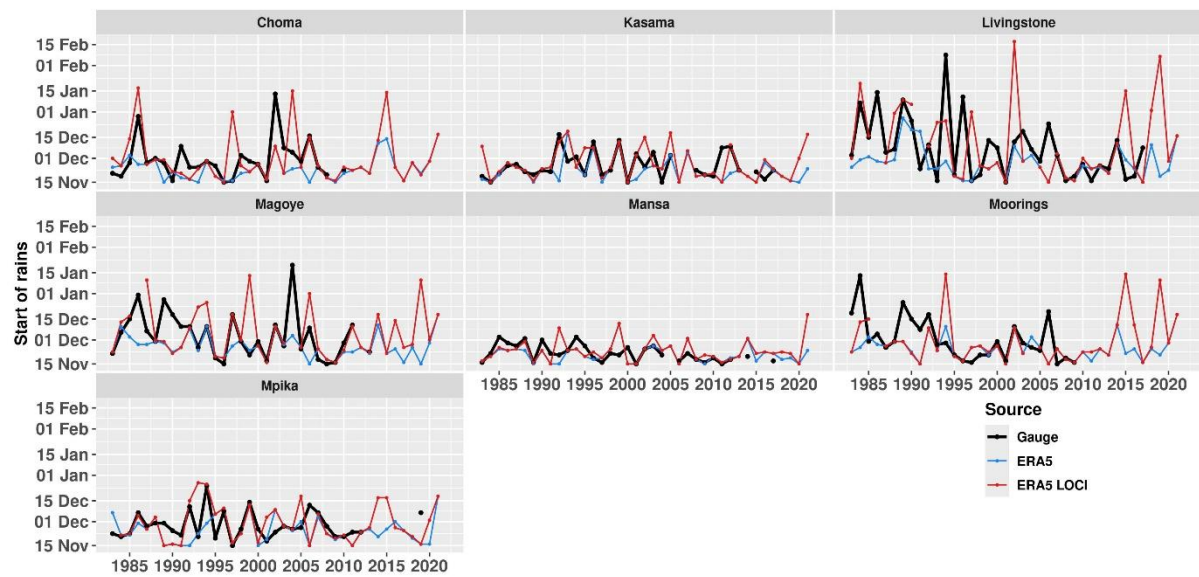 Choma Kasama Livingstone
15 Feb
01 Feb
15 Jan
01 Jan
15 Dec
01 Dec
15 Nov
Magoye Mansa Moorings
15 Feb
01 Feb
15 Jan
01 Jan
15 Dec
01 Dec
15 Nov
Start of rains
1985 1990 1995 2000 2005 2010 2015 2020 1985 1990 1995 2000 2005 2010 2015 2020
Mpika
15 Feb
01 Feb
15 Jan
01 Jan
15 Dec
01 Dec
15 Nov
1985 1990 1995 2000 2005 2010 2015 2020
Source
Gauge
ERA5
ERA5 LOCI